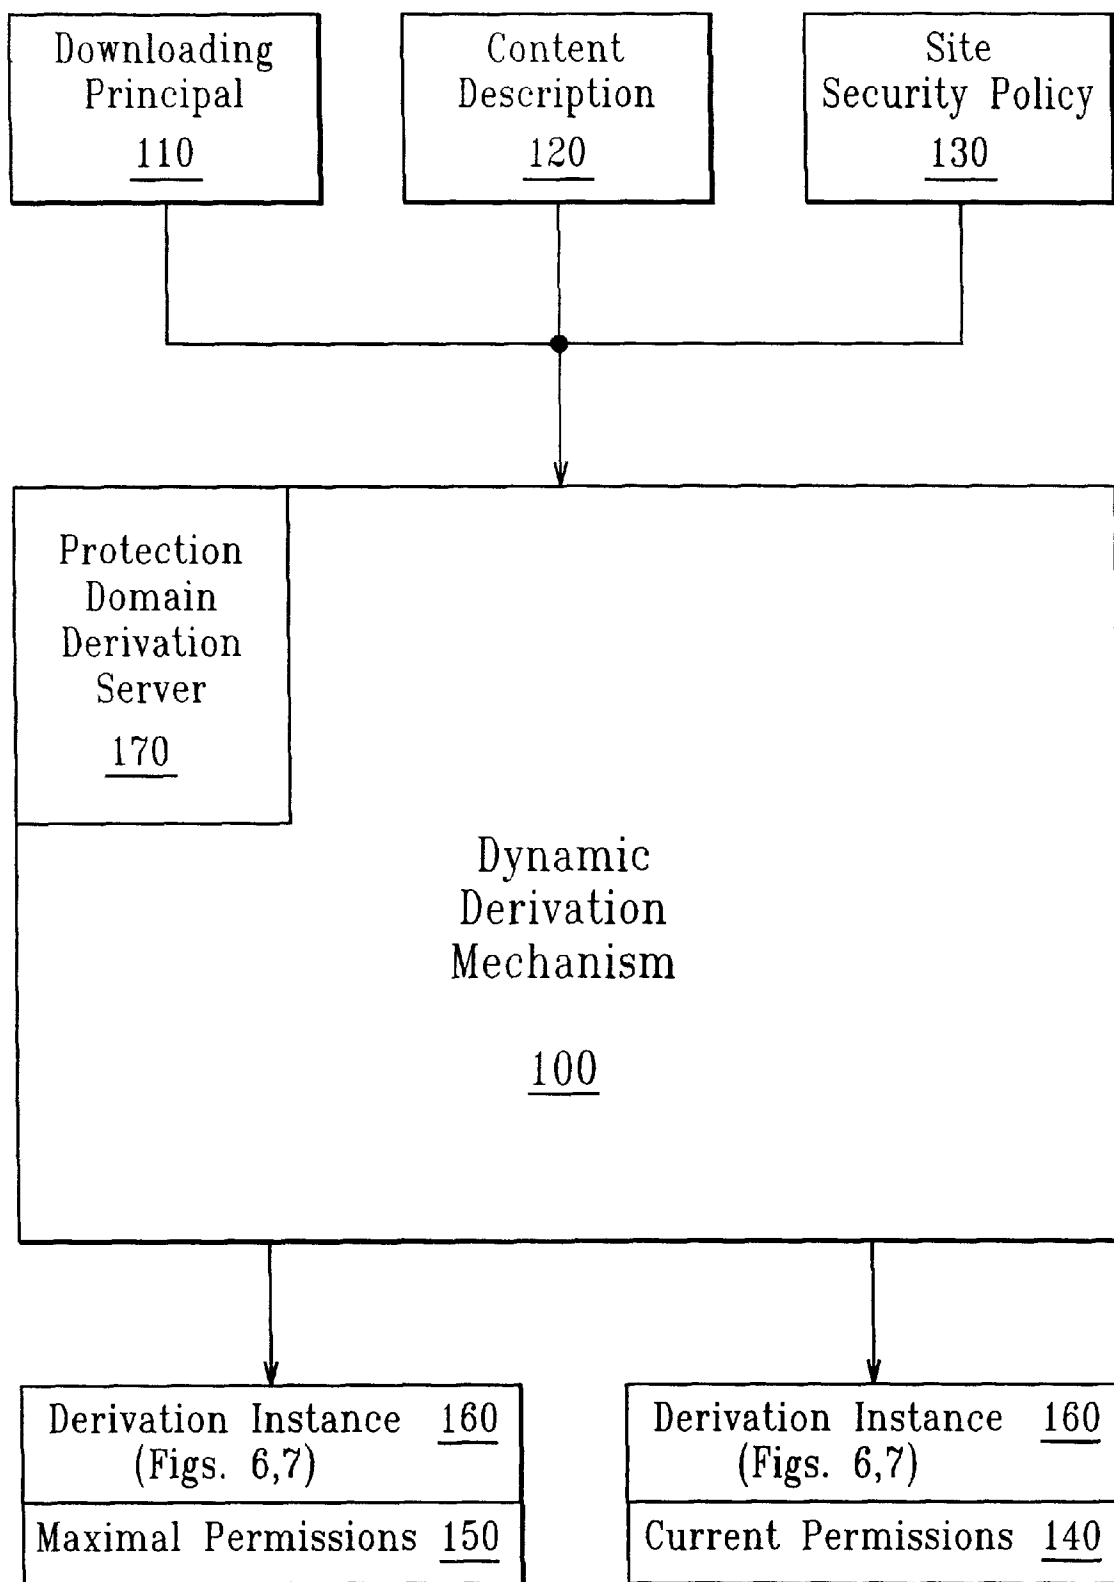 Downloading
Principal
110
Content
Description
120
Site
Security Policy
130
Protection
Domain
Derivation
Server
170
Dynamic
Derivation
Mechanism
100
Derivation Instance 160
(Figs. 6,7)
Maximal Permissions 150
Derivation Instance 160
(Figs. 6,7)
Current Permissions 140